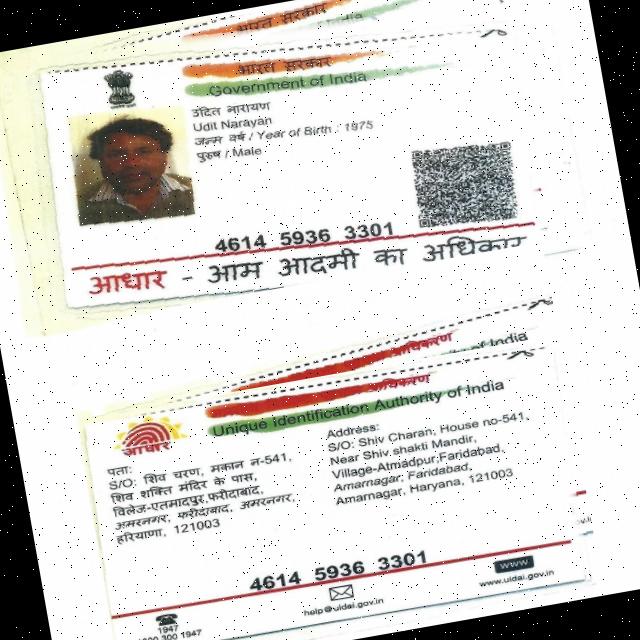 भारत सरकार
भारत सरकार
Government of India
उदित नारायण
Udit Narayan
जन्म वर्ष / Year of Birth : 1975
पुरुष / Male
4614 5936 3301
आधार - आम आदमी का अधिकार
Unique Identification Authority of India
आधार
पता:
S/O: शिव चरण, मकान न-541,
शिव शक्ति मंदिर के पास,
विलेज-एतमादपुर,फरीदाबाद,
अमरनगर, फरीदाबाद, अमरनगर,
हरियाणा, 121003
Address:
S/O: Shiv Charan, House no-541,
Near Shiv shakti Mandir,
Village-Atmadpur,Faridabad,
Amarnagar, Faridabad,
Amarnagar, Haryana, 121003
4614 5936 3301
1947
300 1947
help@uidai.gov.in
www
www.uidai.gov.in